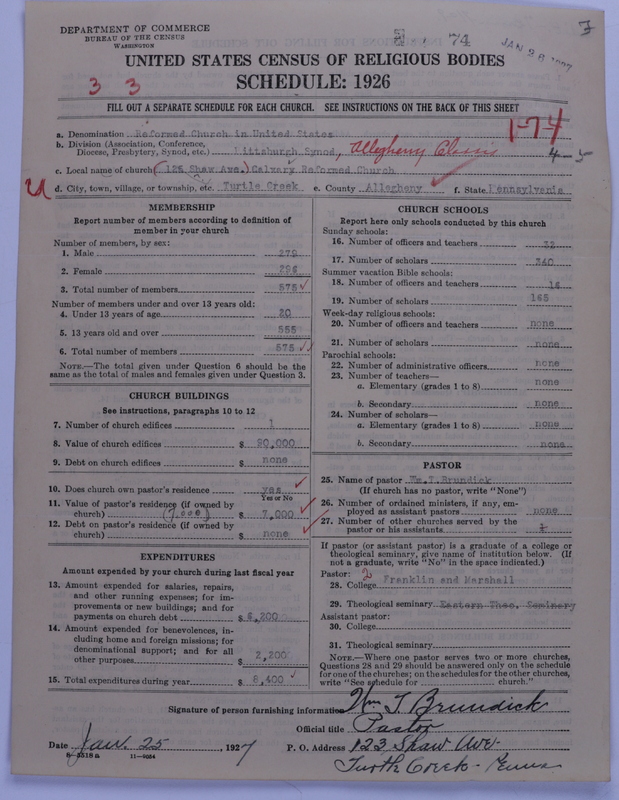 DEPARTMENT OF COMMERCE
BUREAU OF THE CENSUS
WASHINGTON
74
JAN 26 1927
UNITED STATES CENSUS OF RELIGIOUS BODIES
SCHEDULE: 1926
3 3
FILL OUT A SEPARATE SCHEDULE FOR EACH CHURCH. SEE INSTRUCTIONS ON THE BACK OF THIS SHEET
1-74
a. Denomination Reformed Church in United States
b. Division (Association, Conference,
Diocese, Presbytery, Synod, etc.) Pittsburgh Synod, Allegheny Classis 4-5
c. Local name of church (125 Shaw Ave.) Calvary Reformed Church
U d. City, town, village, or township, etc. Turtle Creek e. County Allegheny f. State Pennsylvania
MEMBERSHIP
Report number of members according to definition of
member in your church
Number of members, by sex:
1. Male 279
2. Female 296
3. Total number of members 575
Number of members under and over 13 years old:
4. Under 13 years of age 20
5. 13 years old and over 555
6. Total number of members 575
NOTE.—The total given under Question 6 should be
same as the total of males and females given under Question 3.
CHURCH BUILDINGS
See instructions, paragraphs 10 to 12
7. Number of church edifices 1
8. Value of church edifices $ 90,000
9. Debt on church edifices $ none
10. Does church own pastor's residence yes
Yes or No
11. Value of pastor's residence (if owned by
church) (7,000) $ 7,000
12. Debt on pastor's residence (if owned by
church) $ none
EXPENDITURES
Amount expended by your church during last fiscal year
13. Amount expended for salaries, repairs,
and other running expenses; for im-
provements or new buildings; and for
payments on church debt $ 6,200
14. Amount expended for benevolences, in-
cluding home and foreign missions; for
denominational support; and for all
other purposes 2,200
15. Total expenditures during year $ 8,400
CHURCH SCHOOLS
Report here only schools conducted by this church
Sunday schools:
16. Number of officers and teachers 32
17. Number of scholars 340
Summer vacation Bible schools:
18. Number of officers and teachers 16
19. Number of scholars 165
Week-day religious schools:
20. Number of officers and teachers none
21. Number of scholars none
Parochial schools:
22. Number of administrative officers none
23. Number of teachers—
a. Elementary (grades 1 to 8) none
b. Secondary none
24. Number of scholars—
a. Elementary (grades 1 to 8) none
b. Secondary none
PASTOR
25. Name of pastor Wm. T. Brundick
(If church has no pastor, write "None")
26. Number of ordained ministers, if any, em-
ployed as assistant pastors none
27. Number of other churches served by the
pastor or his assistants
If pastor (or assistant pastor) is a graduate of a college or
theological seminary, give name of institution below. (If
not a graduate, write "No" in the space indicated.)
Pastor: 2
28. College Franklin and Marshall
29. Theological seminary Eastern Theo. Seminary
Assistant pastor:
30. College
31. Theological seminary
NOTE.—Where one pastor serves two or more churches,
Questions 28 and 29 should be answered only on the schedule
for one of the churches; on the schedules for the other churches,
write "See schedule for church."
Signature of person furnishing information Wm T. Brundick
Official title Pastor
Date Jan. 25, 1927 P. O. Address 123 Shaw Ave.
8-5518a 11-9054
Turtle Creek - Penna